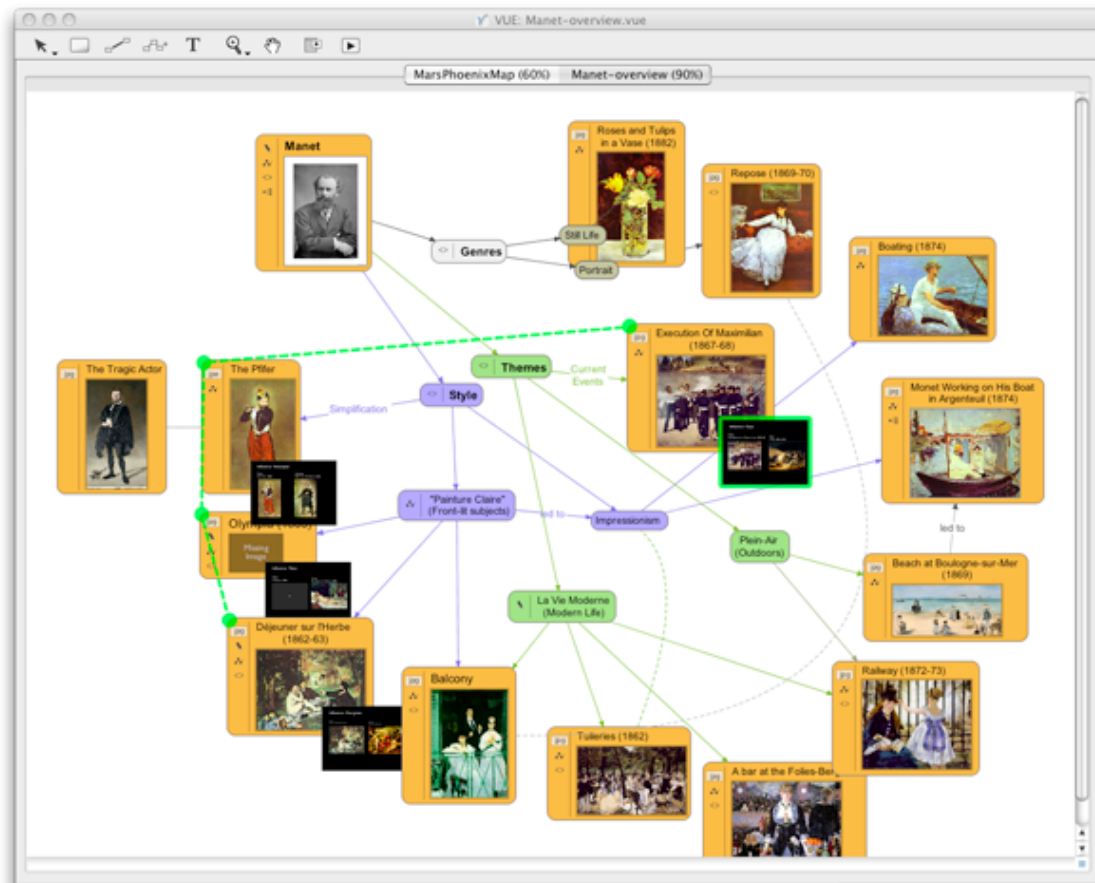 VUE: Manet-overview.vue
T
MarsPhoenixMap (60%)
Manet-overview (90%)
Manet
Roses and Tulips
in a Vase (1882)
Repose (1869-70)
Still Life
Genres
Portrait
Boating (1874)
Execution Of Maximilian
(1867-68)
The Tragic Actor
The Pfifer
Themes
Current
Events
Style
Simplification
Monet Working on His Boat
in Argenteuil (1874)
"Painture Claire"
(Front-lit subjects)
led to
Impressionism
Olympia
Missing
Image
Plein-Air
(Outdoors)
led to
Beach at Boulogne-sur-Mer
(1869)
La Vie Moderne
(Modern Life)
Déjeuner sur l'Herbe
(1862-63)
Balcony
Railway (1872-73)
Tuileries (1862)
A bar at the Folies-Berg